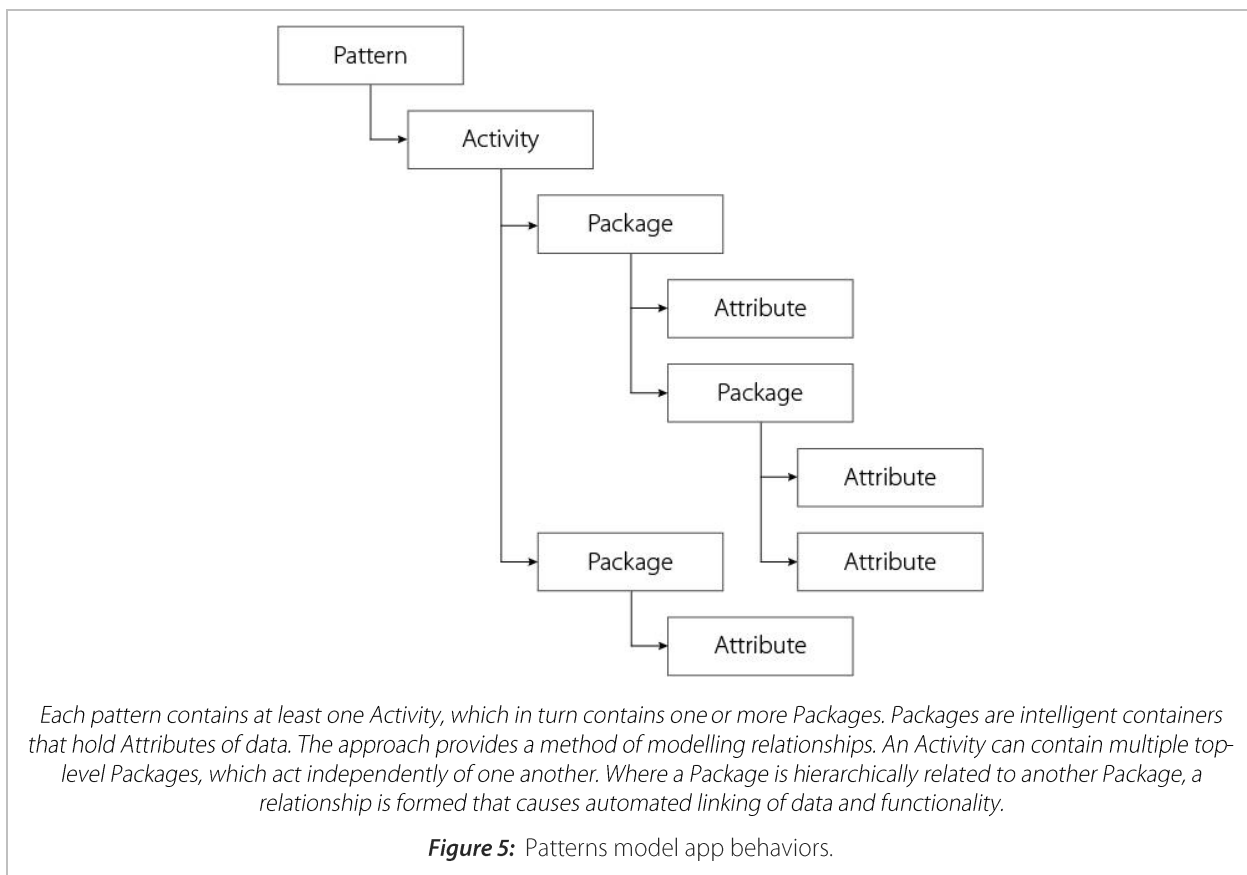 Pattern
Activity
Package
Attribute
Package
Attribute
Package
Attribute
Attribute
Each pattern contains at least one Activity, which in turn contains one or more Packages. Packages are intelligent containers
that hold Attributes of data. The approach provides a method of modelling relationships. An Activity can contain multiple top-
level Packages, which act independently of one another. Where a Package is hierarchically related to another Package, a
relationship is formed that causes automated linking of data and functionality.
Figure 5: Patterns model app behaviors.